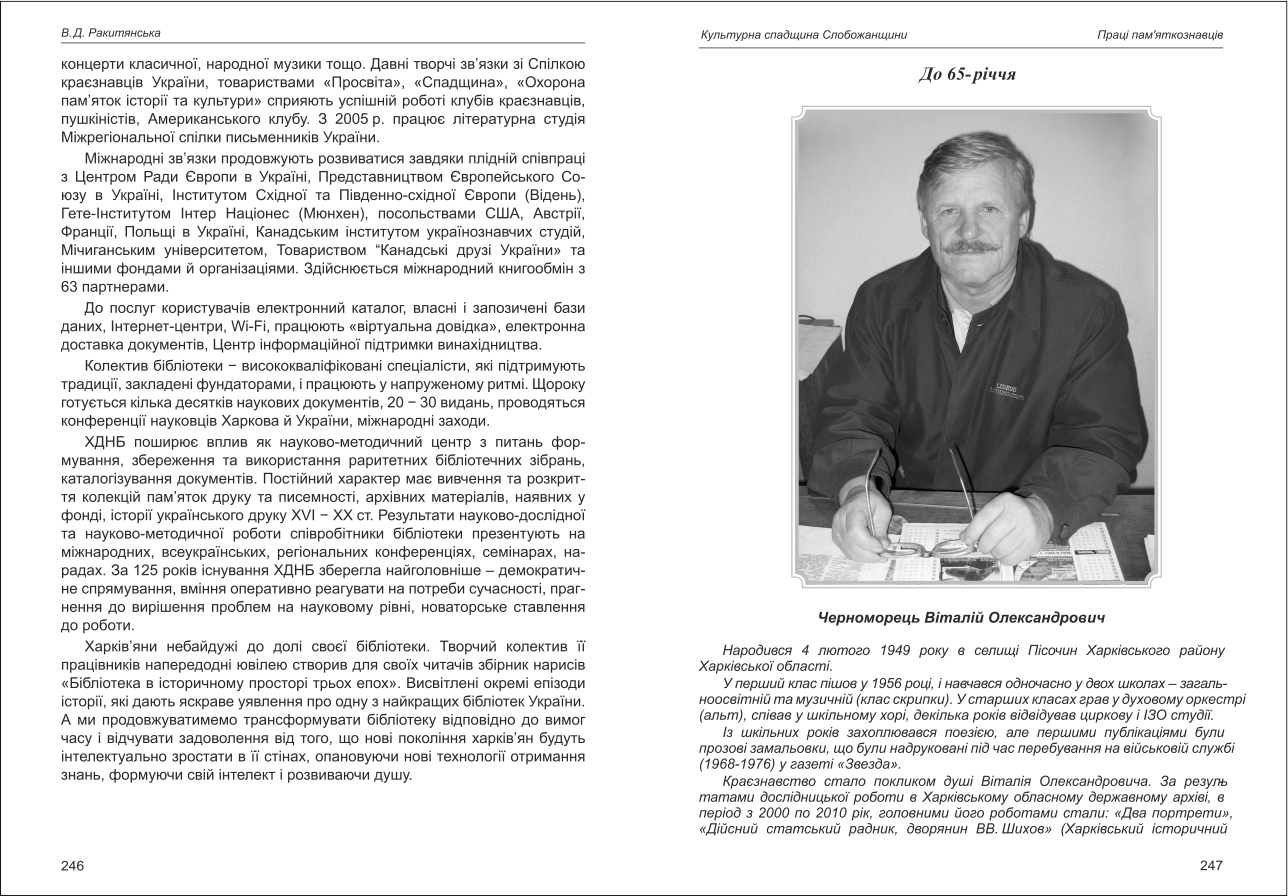 В. Д. Ракитянська
концерти класичної, народної музики тощо. Давні творчі зв’язки зі Спілкою
краєзнавців України, товариствами «Просвіта», «Спадщина», «Охорона
пам’яток історії та культури» сприяють успішній роботі клубів краєзнавців,
пушкіністів, Американського клубу. З 2005 р. працює літературна студія
Міжрегіональної спілки письменників України.
Міжнародні зв’язки продовжують розвиватися завдяки плідній співпраці
з Центром Ради Європи в Україні, Представництвом Європейського Со-
юзу в Україні, Інститутом Східної та Південно-східної Європи (Відень),
Гете-Інститутом Інтер Націонес (Мюнхен), посольствами США, Австрії,
Франції, Польщі в Україні, Канадським інститутом українознавчих студій,
Мічиганським університетом, Товариством “Канадські друзі України» та
іншими фондами й організаціями. Здійснюється міжнародний книгообмін з
63 партнерами.
До послуг користувачів електронний каталог, власні і запозичені бази
даних, Інтернет-центри, Wi-Fi, працюють «віртуальна довідка», електронна
доставка документів, Центр інформаційної підтримки винахідництва.
Колектив бібліотеки − висококваліфіковані спеціалісти, які підтримують
традиції, закладені фундаторами, і працюють у напруженому ритмі. Щороку
готується кілька десятків наукових документів, 20 − 30 видань, проводяться
конференції науковців Харкова й України, міжнародні заходи.
ХДНБ поширює вплив як науково-методичний центр з питань фор-
мування, збереження та використання раритетних бібліотечних зібрань,
каталогізування документів. Постійний характер має вивчення та розкрит-
тя колекцій пам’яток друку та писемності, архівних матеріалів, наявних у
фонді, історії українського друку XVI − XX ст. Результати науково-дослідної
та науково-методичної роботи співробітники бібліотеки презентують на
міжнародних, всеукраїнських, регіональних конференціях, семінарах, на-
радах. За 125 років існування ХДНБ зберегла найголовніше – демократич-
не спрямування, вміння оперативно реагувати на потреби сучасності, праг-
нення до вирішення проблем на науковому рівні, новаторське ставлення
до роботи.
Харків’яни небайдужі до долі своєї бібліотеки. Творчий колектив її
працівників напередодні ювілею створив для своїх читачів збірник нарисів
«Бібліотека в історичному просторі трьох епох». Висвітлені окремі епізоди
історії, які дають яскраве уявлення про одну з найкращих бібліотек України.
А ми продовжуватимемо трансформувати бібліотеку відповідно до вимог
часу і відчувати задоволення від того, що нові покоління харків’ян будуть
інтелектуально зростати в її стінах, опановуючи нові технології отримання
знань, формуючи свій інтелект і розвиваючи душу.
246
Культурна спадщина Слобожанщини Праці пам'яткознавців
До 65-річчя
Черноморець Віталій Олександрович
Народився 4 лютого 1949 року в селищі Пісочин Харківського району
Харківської області.
У перший клас пішов у 1956 році, і навчався одночасно у двох школах – загаль-
ноосвітній та музичній (клас скрипки). У старших класах грав у духовому оркестрі
(альт), співав у шкільному хорі, декілька років відвідував циркову і ІЗО студії.
Із шкільних років захоплювався поезією, але першими публікаціями були
прозові замальовки, що були надруковані під час перебування на військовій службі
(1968-1976) у газеті «Звезда».
Краєзнавство стало покликом душі Віталія Олександровича. За резуль-
татами дослідницької роботи в Харківському обласному державному архіві, в
період з 2000 по 2010 рік, головними його роботами стали: «Два портрети»,
«Дійсний статський радник, дворянин ВВ. Шихов» (Харківський історичний
247